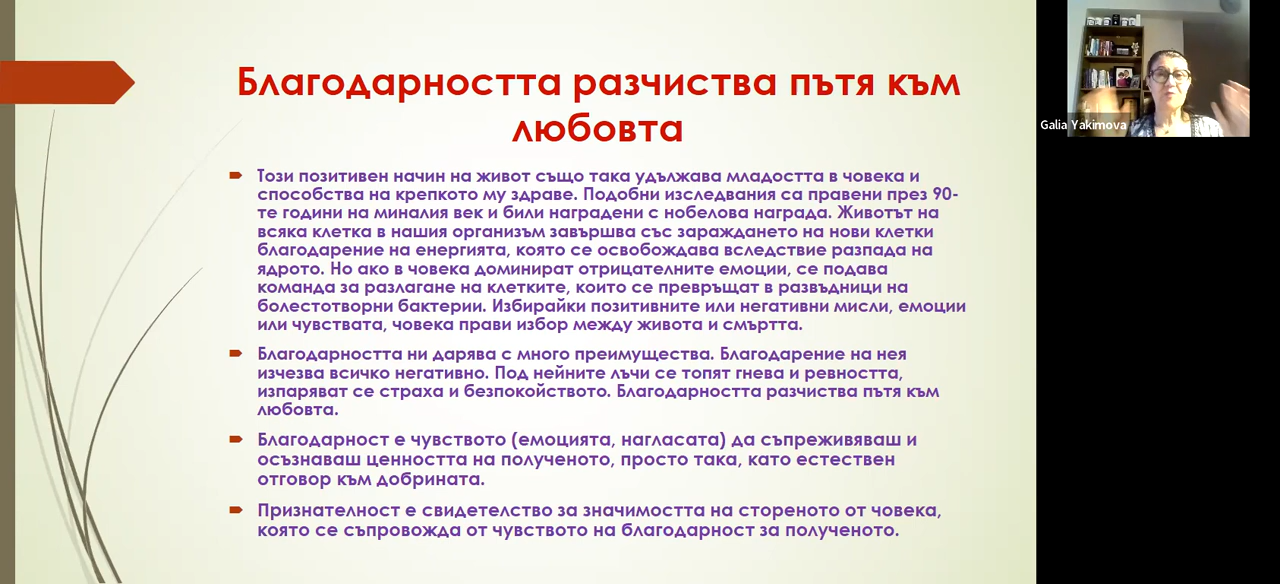 Благодарността разчиства пътя към
любовта
Този позитивен начин на живот също така удължава младостта в човека и
способства на крепкото му здраве. Подобни изследвания са правени през 90-
те години на миналия век и били наградени с нобелова награда. Животът на
всяка клетка в нашия организъм завършва със зараждането на нови клетки
благодарение на енергията, която се освобождава вследствие разпада на
ядрото. Но ако в човека доминират отрицателните емоции, се подава
команда за разлагане на клетките, които се превръщат в развъдници на
болестотворни бактерии. Избирайки позитивните или негативни мисли, емоции
или чувствата, човека прави избор между живота и смъртта.
Благодарността ни дарява с много преимущества. Благодарение на нея
изчезва всичко негативно. Под нейните лъчи се топят гнева и ревността,
изпаряват се страха и безпокойството. Благодарността разчиства пътя към
любовта.
Благодарност е чувството (емоцията, нагласата) да съпреживяваш и
осъзнаваш ценността на полученото, просто така, като естествен
отговор към добрината.
Признателност е свидетелство за значимостта на стореното от човека,
която се съпровожда от чувството на благодарност за полученото.
Galia Yakimova